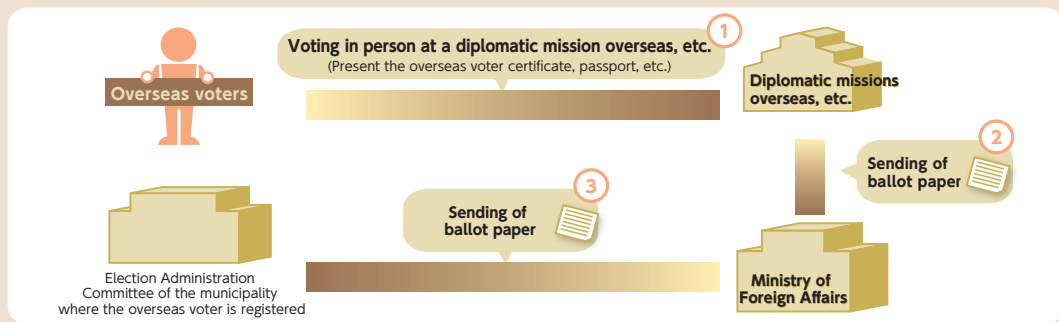 1
Voting in person at a diplomatic mission overseas, etc.
(Present the overseas voter certificate, passport, etc.)
Overseas voters
Diplomatic missions
overseas, etc.
2
Sending of
ballot paper
3
Sending of
ballot paper
Ministry of
Foreign Affairs
Election Administration
Committee of the municipality
where the overseas voter is registered